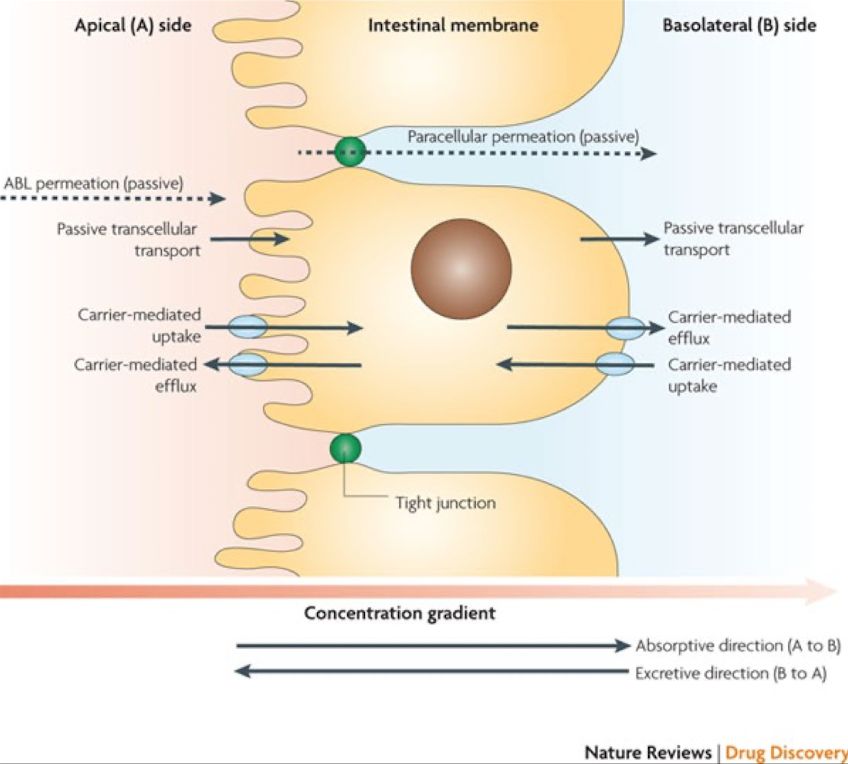 Apical (A) side
Intestinal membrane
Basolateral (B) side
Paracellular permeation (passive)
ABL permeation (passive)
Passive transcellular
transport
Passive transcellular
transport
Carrier-mediated
uptake
Carrier-mediated
efflux
Carrier-mediated
efflux
Carrier-mediated
uptake
Tight junction
Concentration gradient
Absorptive direction (A to B)
Excretive direction (B to A)
Nature Reviews | Drug Discovery